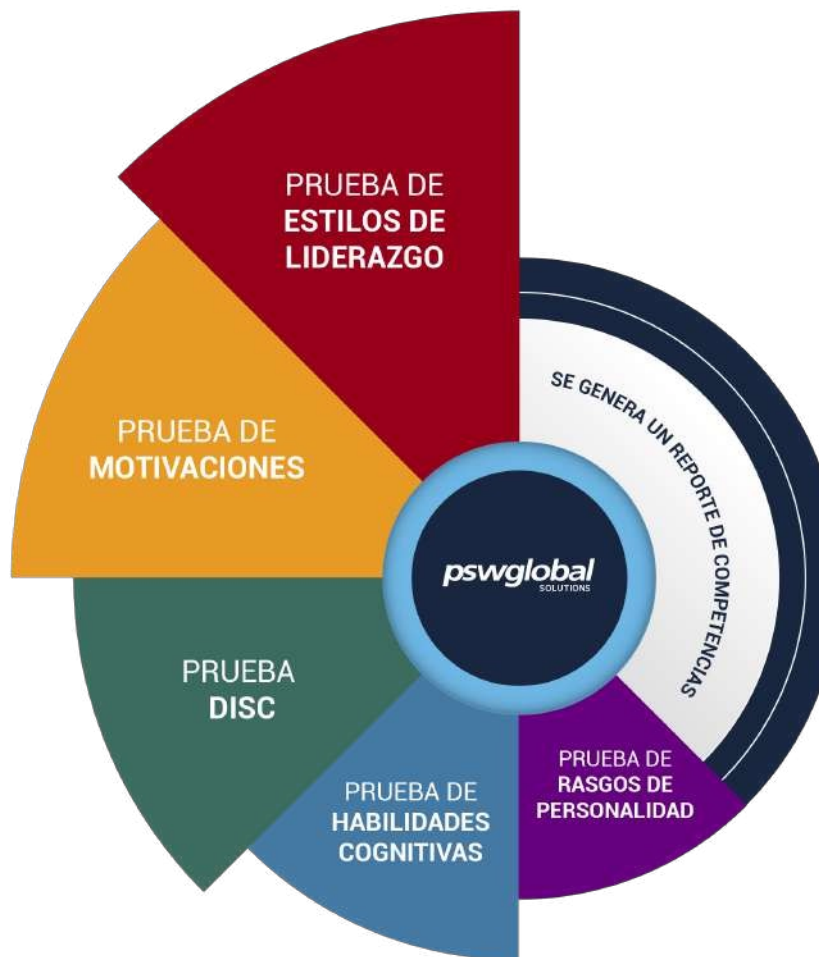 PRUEBA DE
ESTILOS DE
LIDERAZGO
SE GENERA UN REPORTE DE COMPETENCIAS
PRUEBA DE
MOTIVACIONES
pswglobal
SOLUTIONS
PRUEBA
DISC
PRUEBA DE
HABILIDADES
COGNITIVAS
PRUEBA DE
RASGOS DE
PERSONALIDAD